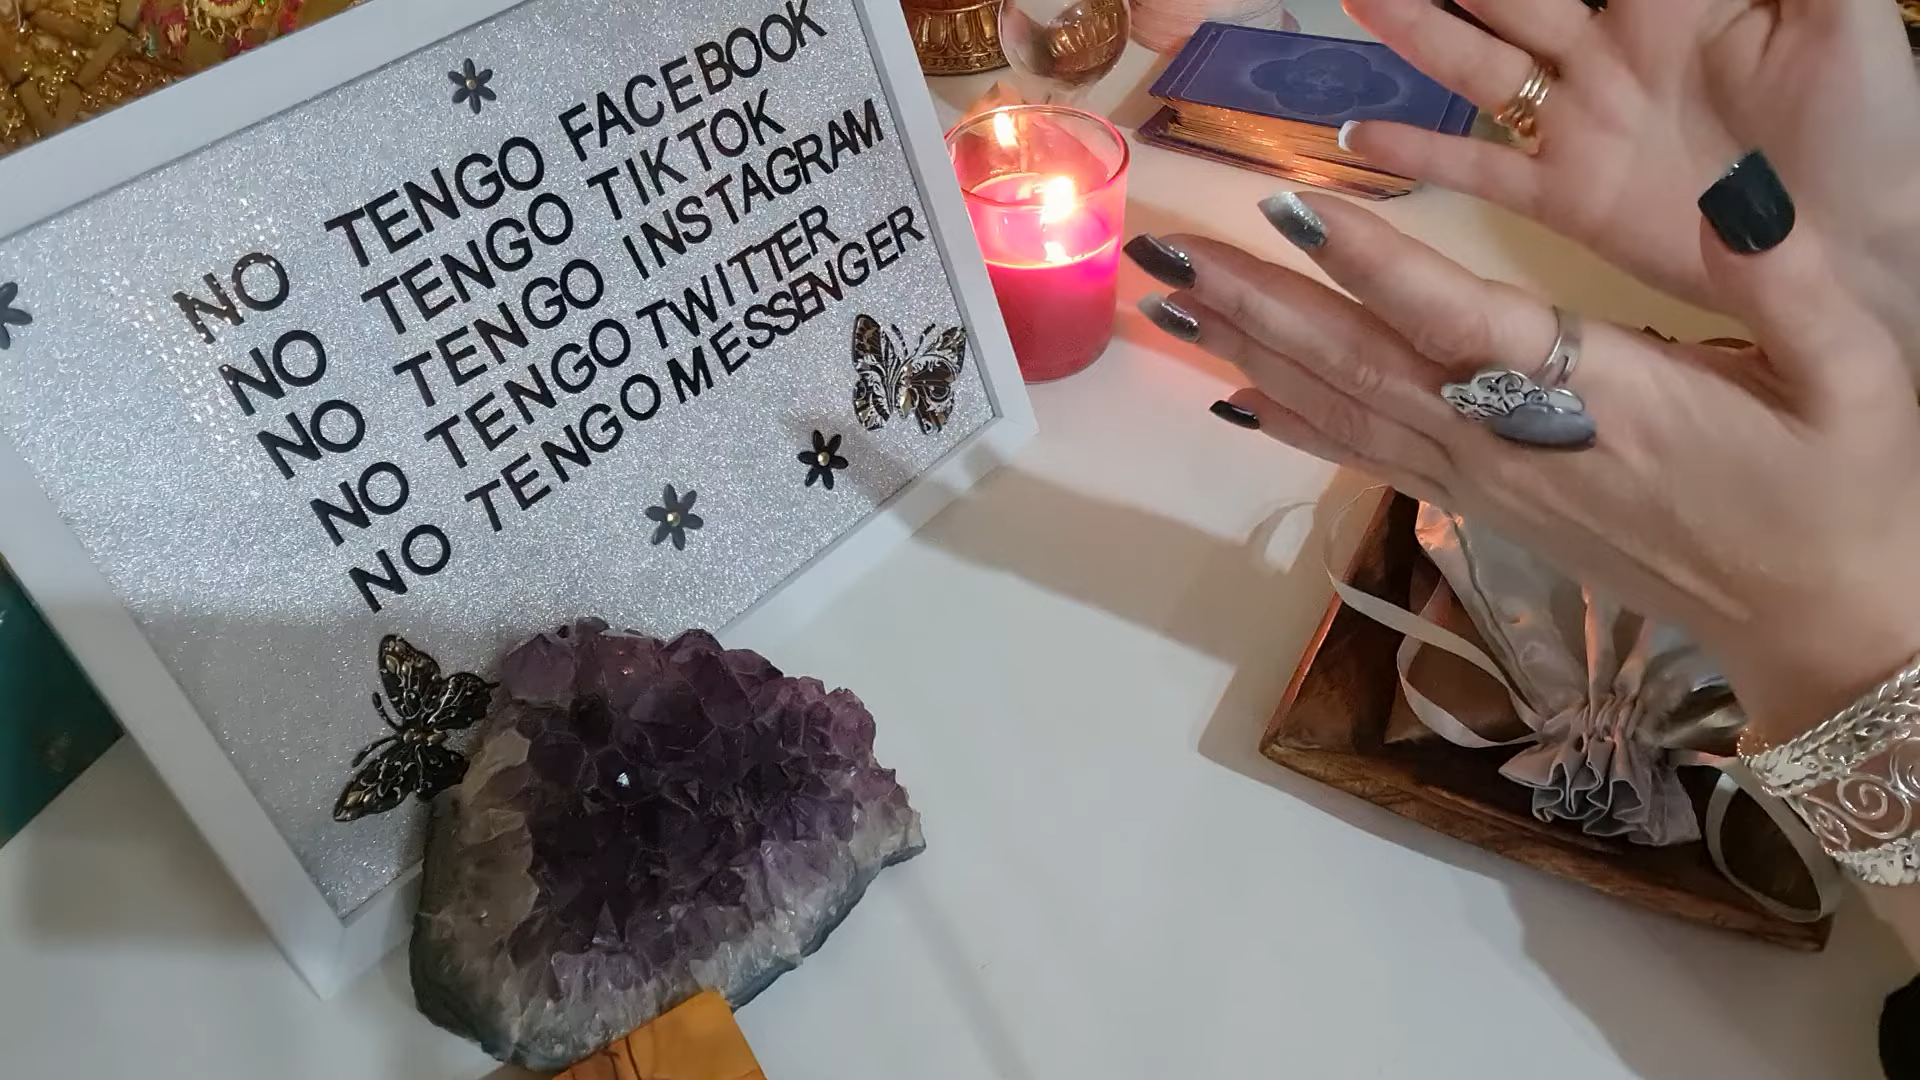 NO TENGO FACEBOOK
NO TENGO TIKTOK
NO TENGO INSTAGRAM
NO TENGO TWITTER
NO TENGO MESSENGER